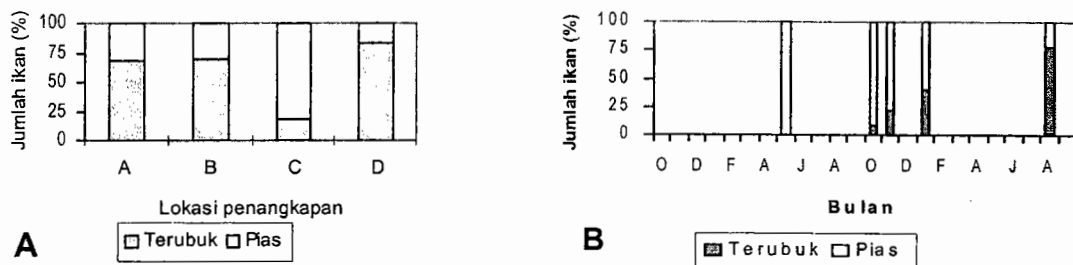 Jumlah ikan (%)
100
75
50
25
0
A B C D
Lokasi penangkapan
Terubuk Pias
A
Jumlah ikan (%)
100
75
50
25
0
O D F A J A O D F A J A
Bulan
Terubuk Pias
B